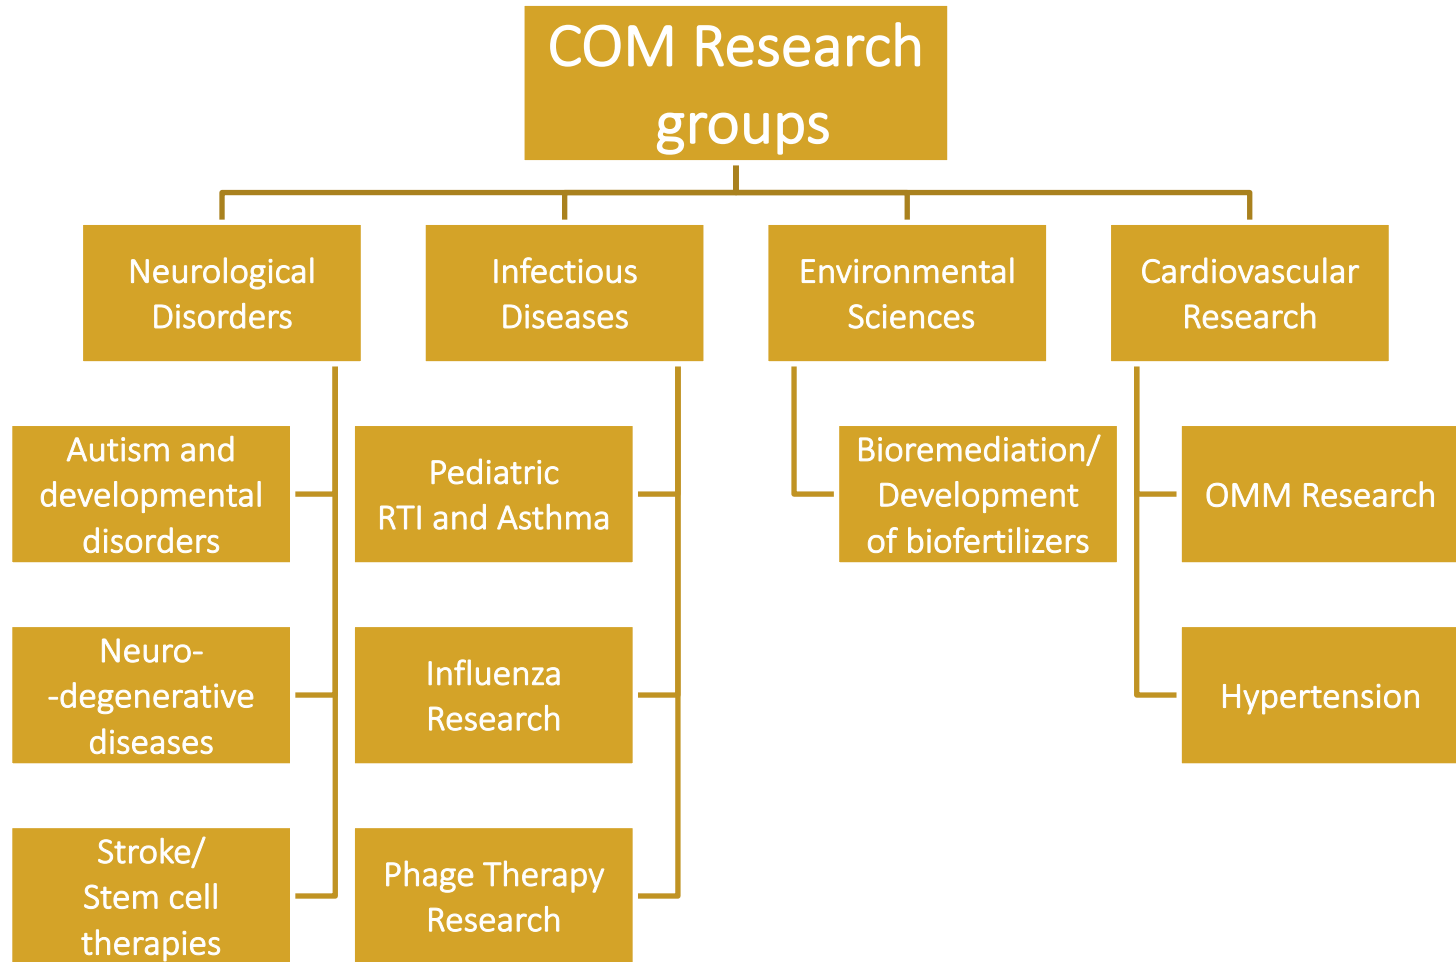 COM Research
groups
Neurological
Disorders
Infectious
Diseases
Environmental
Sciences
Cardiovascular
Research
Autism and
developmental
disorders
Neuro-
-degenerative
diseases
Stroke/
Stem cell
therapies
Pediatric
RTI and Asthma
Influenza
Research
Phage Therapy
Research
Bioremediation/
Development
of biofertilizers
OMM Research
Hypertension